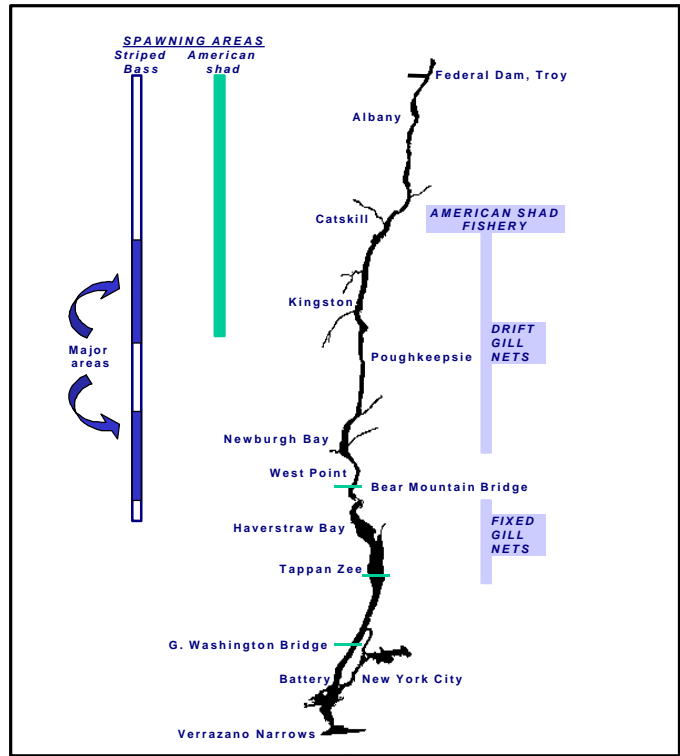 SPAWNING AREAS
Striped American
Bass shad
Federal Dam, Troy
Albany
Catskill
AMERICAN SHAD
FISHERY
Kingston
DRIFT
GILL
NETS
Major
areas
Poughkeepsie
Newburgh Bay
West Point
Bear Mountain Bridge
Haverstraw Bay
FIXED
GILL
NETS
Tappan Zee
G. Washington Bridge
Battery
New York City
Verrazano Narrows